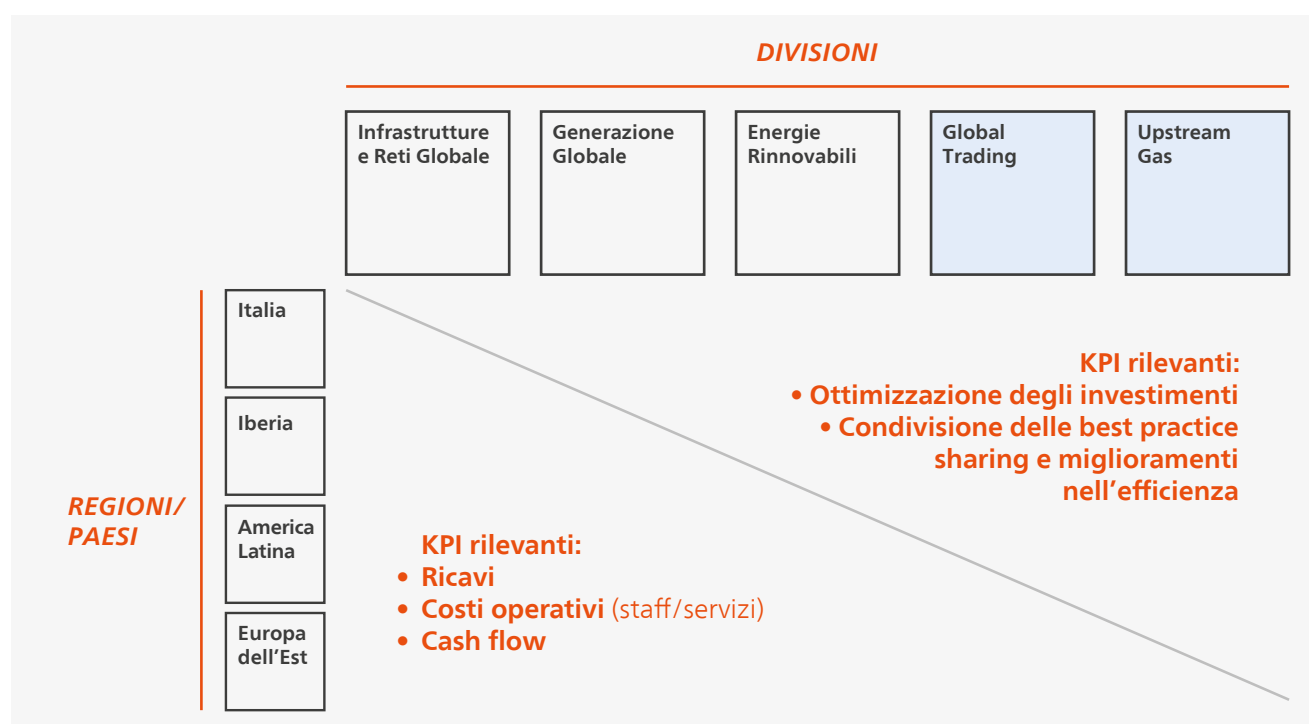 DIVISIONI
Infrastrutture
e Reti Globale
Generazione
Globale
Energie
Rinnovabili
Global
Trading
Upstream
Gas
REGIONI/
PAESI
Italia
Iberia
America
Latina
Europa
dell’Est
KPI rilevanti:
• Ottimizzazione degli investimenti
• Condivisione delle best practice
sharing e miglioramenti
nell’efficienza
KPI rilevanti:
• Ricavi
• Costi operativi (staff/servizi)
• Cash flow